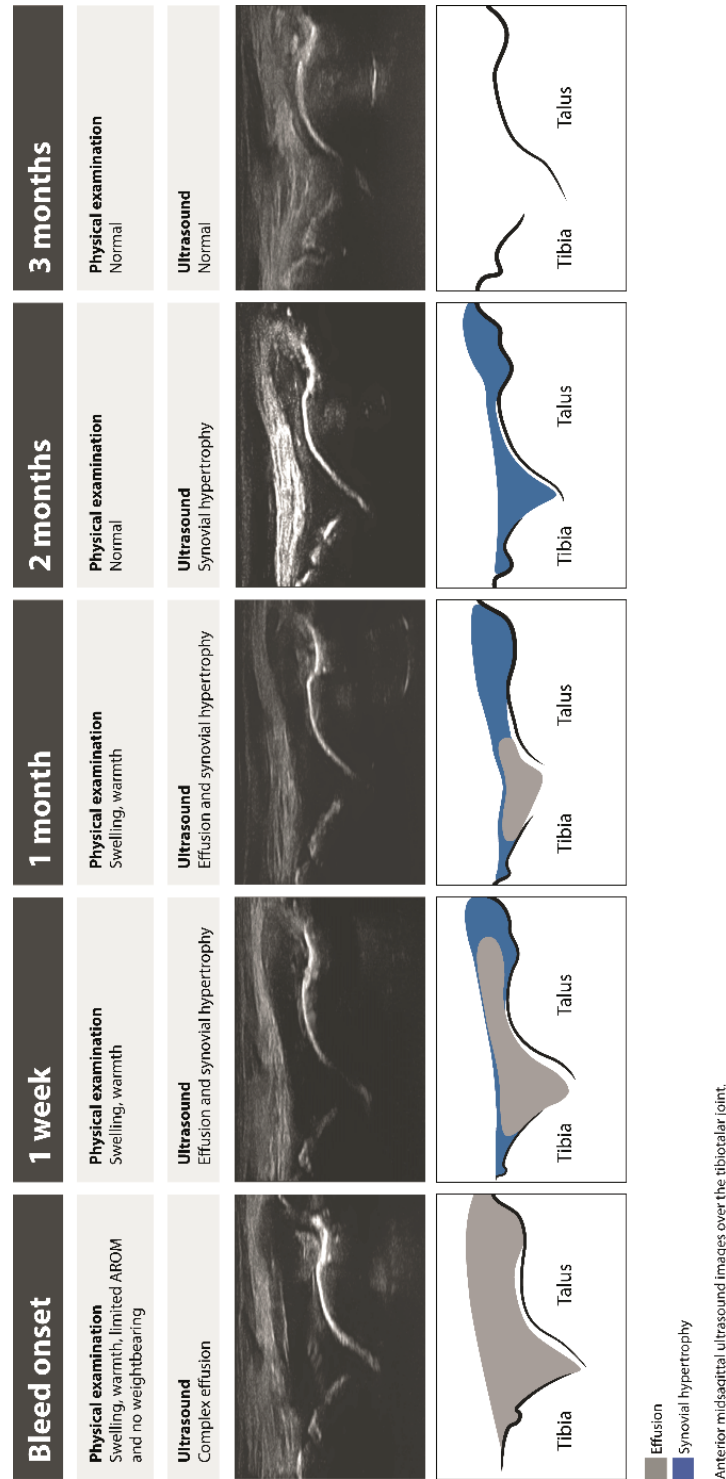 Bleed onset
Physical examination
Swelling, warmth, limited AROM
and no weightbearing
Ultrasound
Complex effusion
Tibia
Talus
1 week
Physical examination
Swelling, warmth
Ultrasound
Effusion and synovial hypertrophy
Tibia
Talus
1 month
Physical examination
Swelling, warmth
Ultrasound
Effusion and synovial hypertrophy
Tibia
Talus
2 months
Physical examination
Normal
Ultrasound
Synovial hypertrophy
Tibia
Talus
3 months
Physical examination
Normal
Ultrasound
Normal
Tibia
Talus
Effusion
Synovial hypertrophy
Anterior midsagittal ultrasound images over the tibiotalar joint.